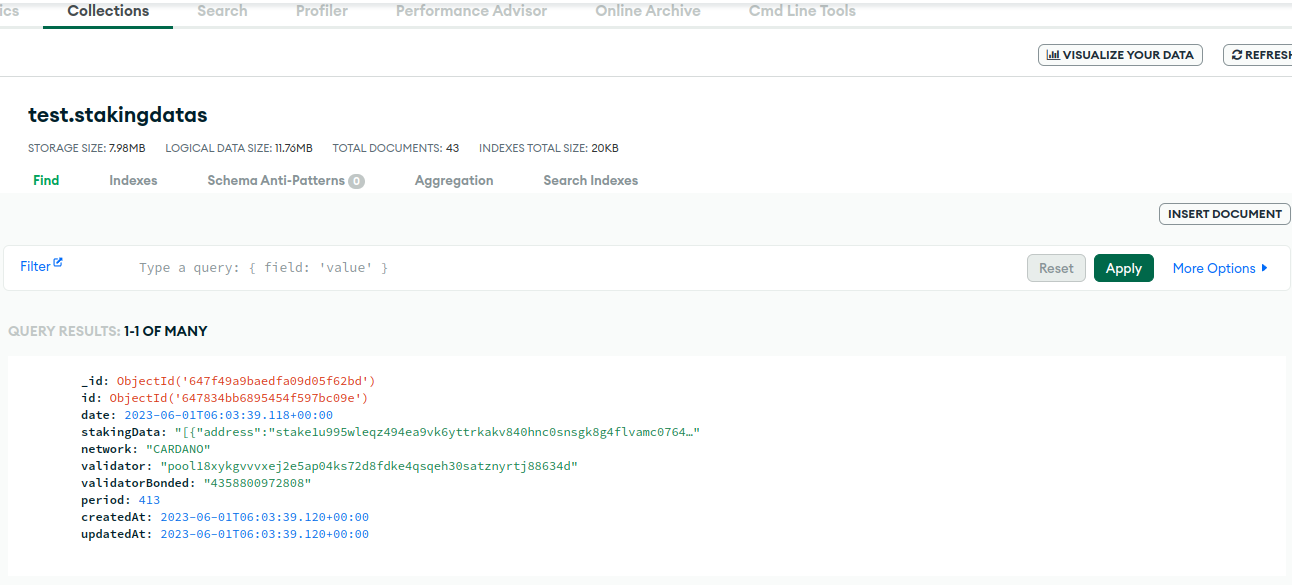 ics Collections Search Profiler Performance Advisor Online Archive Cmd Line Tools
VISUALIZE YOUR DATA REFRESH
test.stakingdatas
STORAGE SIZE: 7.98MB LOGICAL DATA SIZE: 11.76MB TOTAL DOCUMENTS: 43 INDEXES TOTAL SIZE: 20KB
Find Indexes Schema Anti-Patterns 0 Aggregation Search Indexes
INSERT DOCUMENT
Filter Type a query: { field: 'value' } Reset Apply More Options
QUERY RESULTS: 1-1 OF MANY
_id: ObjectId('647f49a9baedfa09d05f62bd')
id: ObjectId('647834bb6895454f597bc09e')
date: 2023-06-01T06:03:39.118+00:00
stakingData: "[{"address":"stake1u995wleqz494ea9vk6yttrkakv840hnc0snsgk8g4flvamc0764…"
network: "CARDANO"
validator: "pool18xykgvvvxej2e5ap04ks72d8fdke4qsqeh30satznyrtj88634d"
validatorBonded: "4358800972808"
period: 413
createdAt: 2023-06-01T06:03:39.120+00:00
updatedAt: 2023-06-01T06:03:39.120+00:00